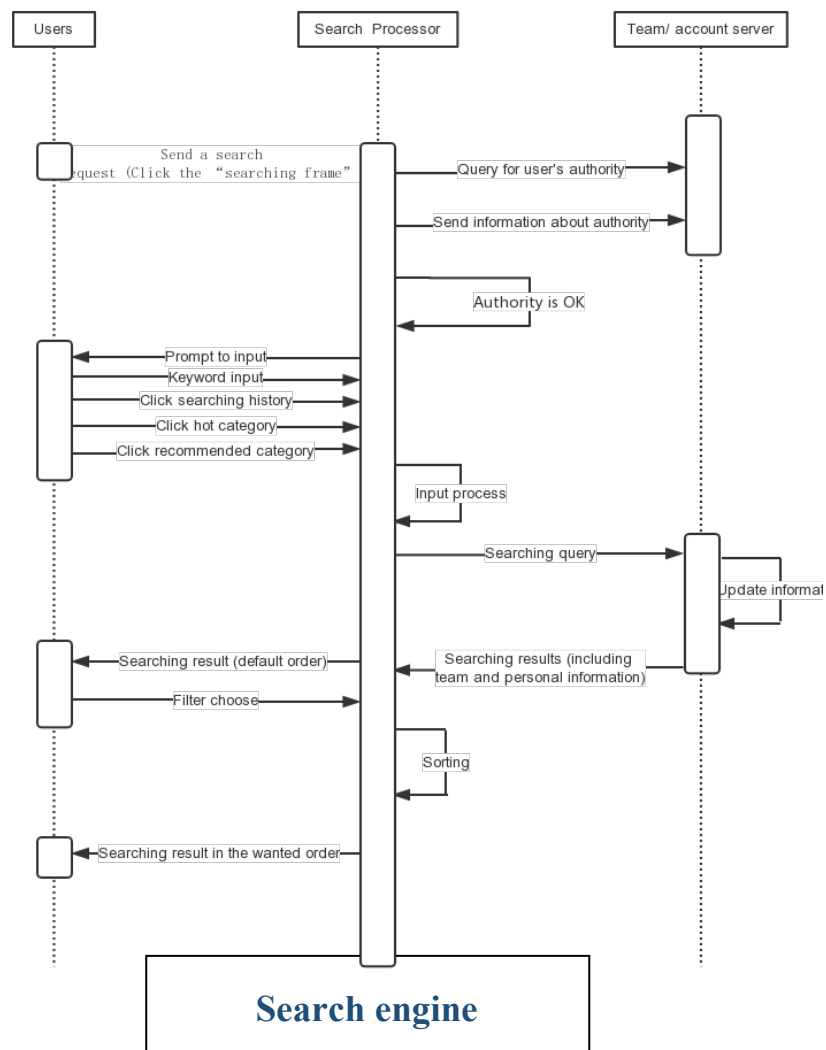 Users
Search Processor
Team/ account server
Send a search
equest (Click the “searching frame”
Query for user's authority
Send information about authority
Authority is OK
Prompt to input
Keyword input
Click searching history
Click hot category
Click recommended category
Input process
Searching query
Update informat
Searching result (default order)
Searching results (including
team and personal information)
Filter choose
Sorting
Searching result in the wanted order
Search engine